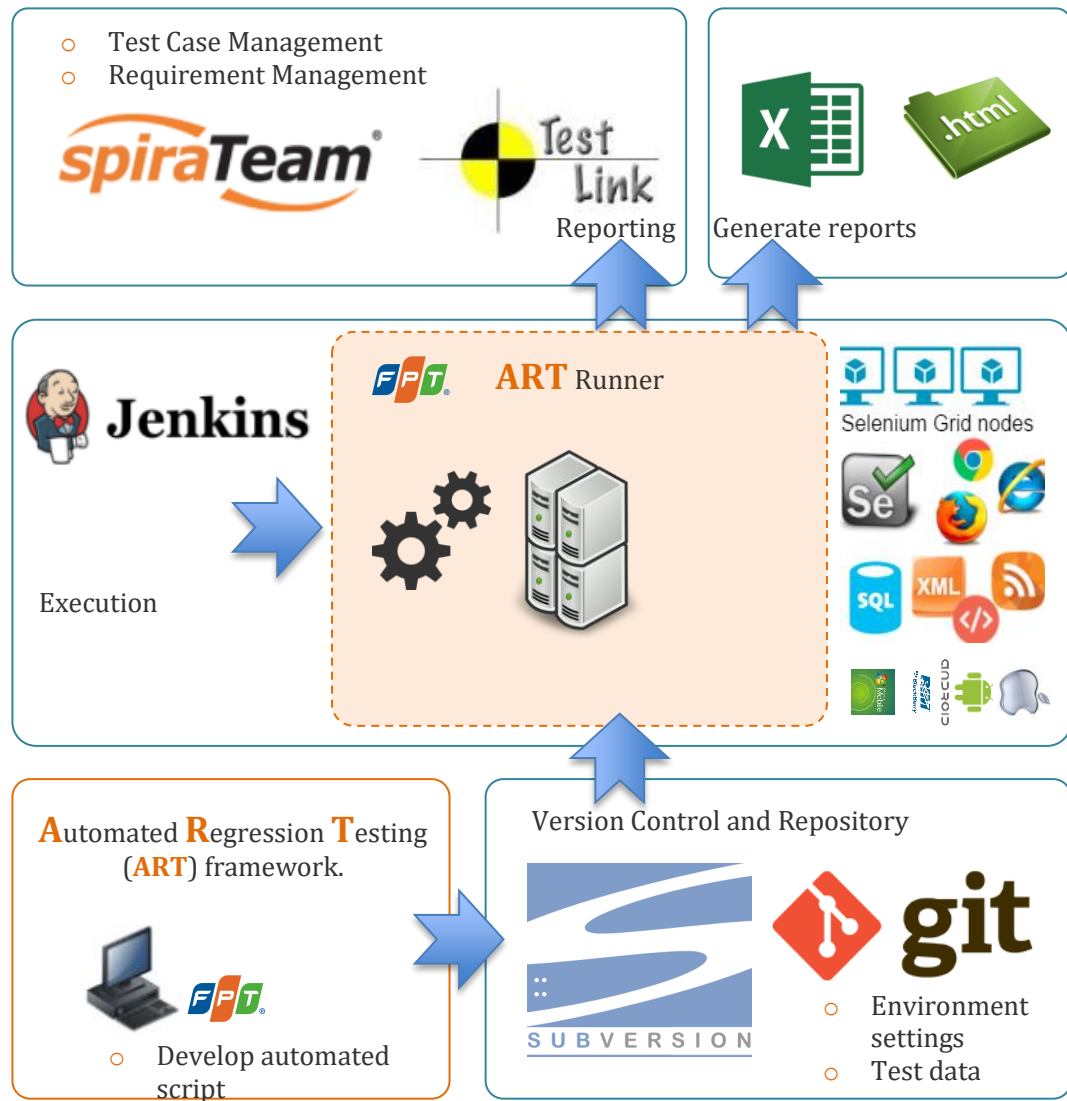 ○ Test Case Management
○ Requirement Management
spiraTeam®
Test
Link
Reporting
X
.html
Generate reports
Jenkins
Execution
FPT®
ART Runner
Selenium Grid nodes
Se
SQL
XML
</>
Mobile
BlackBerry
Automated Regression Testing
(ART) framework.
FPT®
○ Develop automated
script
Version Control and Repository
SUBVERSION
git
○ Environment
settings
○ Test data